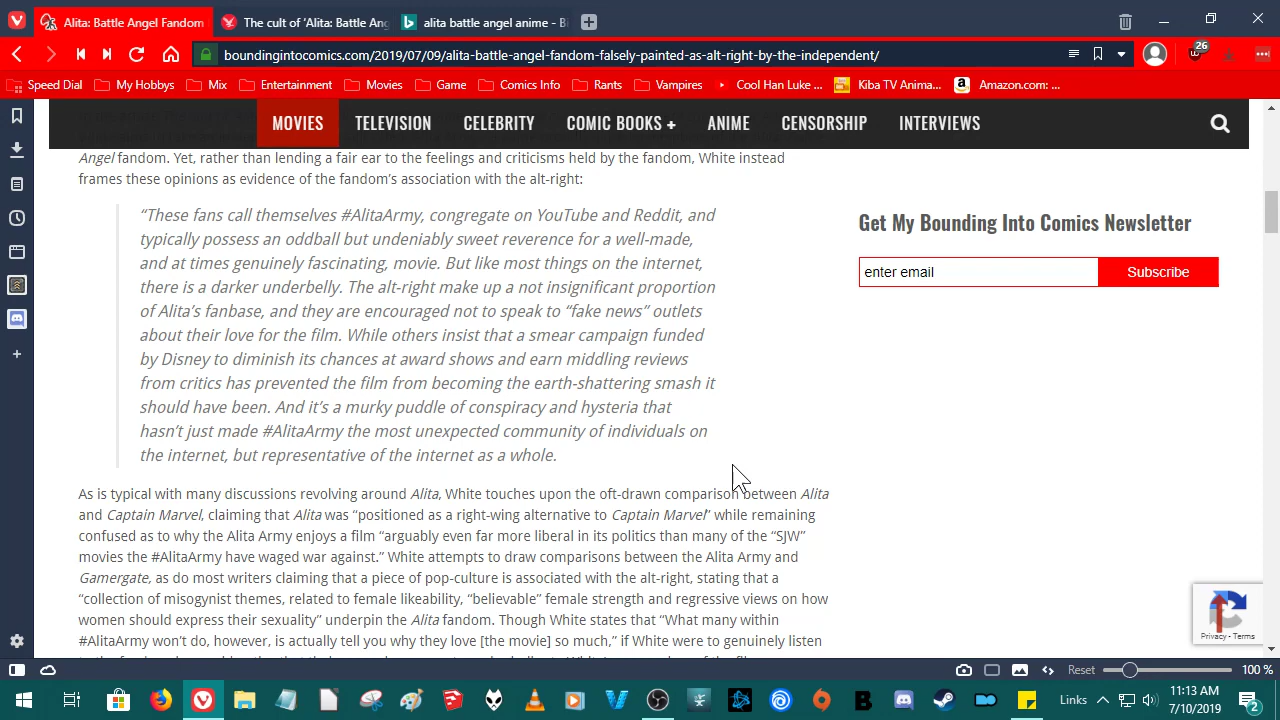 Alita: Battle Angel Fandom
The cult of 'Alita: Battle Ang
alita battle angel anime - Bi
boundingintocomics.com/2019/07/09/alita-battle-angel-fandom-falsely-painted-as-alt-right-by-the-independent/
26
Speed Dial
My Hobby
Mix
Entertainment
Movies
Game
Comics Info
Rants
Vampires
Cool Han Luke ...
Kiba TV Anima...
Amazon.com: ...
MOVIES
TELEVISION
CELEBRITY
COMIC BOOKS +
ANIME
CENSORSHIP
INTERVIEWS
Angel fandom. Yet, rather than lending a fair ear to the feelings and criticisms held by the fandom, White instead
frames these opinions as evidence of the fandom's association with the alt-right:
“These fans call themselves #AlitaArmy, congregate on YouTube and Reddit, and
typically possess an oddball but undeniably sweet reverence for a well-made,
and at times genuinely fascinating, movie. But like most things on the internet,
there is a darker underbelly. The alt-right make up a not insignificant proportion
of Alita's fanbase, and they are encouraged not to speak to “fake news” outlets
about their love for the film. While others insist that a smear campaign funded
by Disney to diminish its chances at award shows and earn middling reviews
from critics has prevented the film from becoming the earth-shattering smash it
should have been. And it's a murky puddle of conspiracy and hysteria that
hasn't just made #AlitaArmy the most unexpected community of individuals on
the internet, but representative of the internet as a whole.
As is typical with many discussions revolving around Alita, White touches upon the oft-drawn comparison between Alita
and Captain Marvel, claiming that Alita was “positioned as a right-wing alternative to Captain Marvel” while remaining
confused as to why the Alita Army enjoys a film “arguably even far more liberal in its politics than many of the “SJW”
movies the #AlitaArmy have waged war against.” White attempts to draw comparisons between the Alita Army and
Gamergate, as do most writers claiming that a piece of pop-culture is associated with the alt-right, stating that a
“collection of misogynist themes, related to female likeability, “believable” female strength and regressive views on how
women should express their sexuality” underpin the Alita fandom. Though White states that “What many within
#AlitaArmy won't do, however, is actually tell you why they love [the movie] so much,” if White were to genuinely listen
Get My Bounding Into Comics Newsletter
enter email
Subscribe
Privacy - Terms
Reset
100 %
Links
11:13 AM
7/10/2019
2